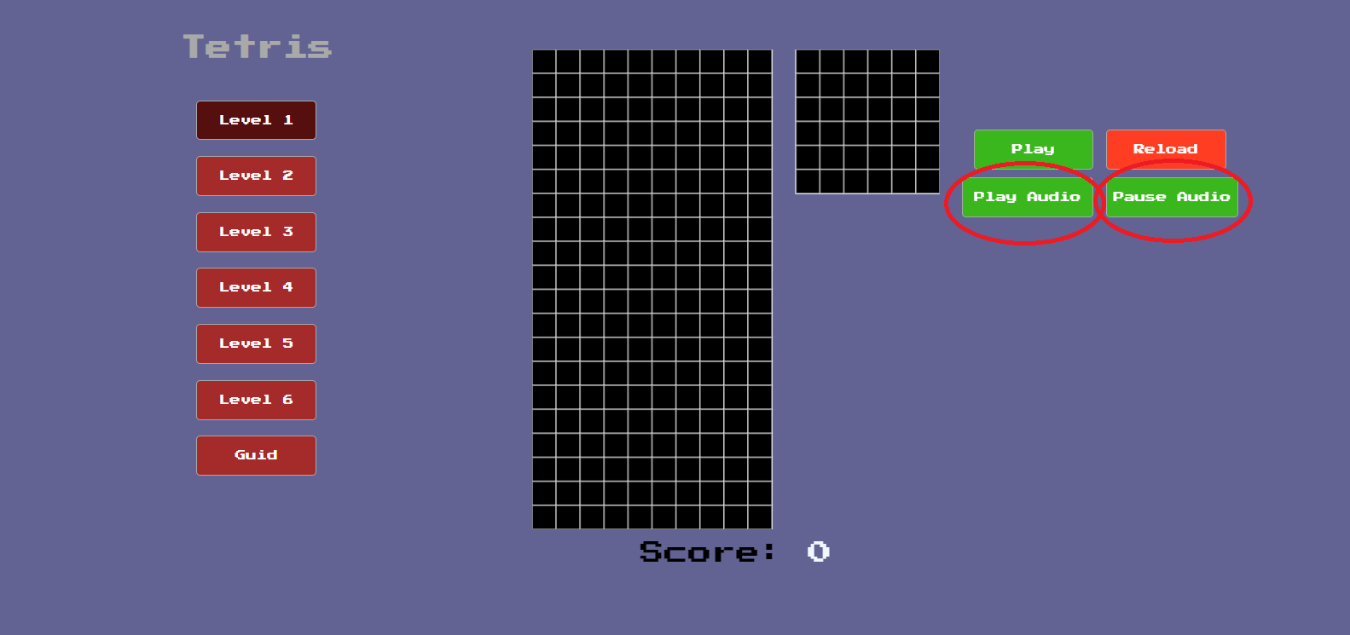 Tetris
Level 1
Level 2
Level 3
Level 4
Level 5
Level 6
Guid
Play
Reload
Play Audio
Pause Audio
Score: 0